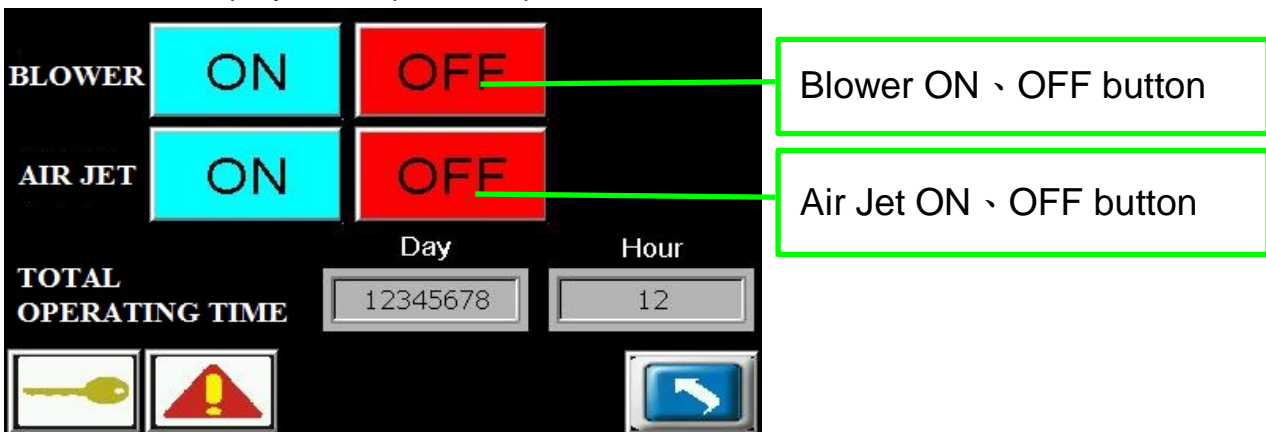 BLOWER ON OFF
Blower ON、OFF button
AIR JET ON OFF
Air Jet ON、OFF button
Day Hour
TOTAL
OPERATING TIME 12345678 12